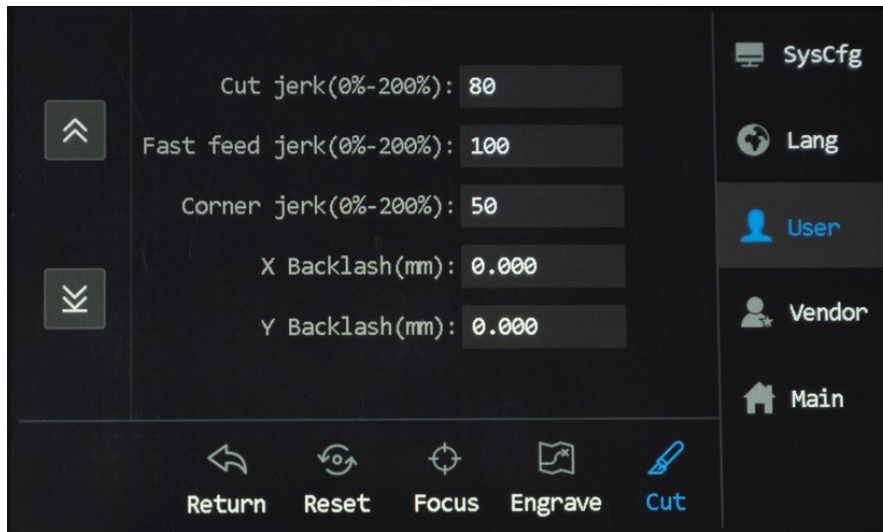 Cut jerk(0%-200%): 80
Fast feed jerk(0%-200%): 100
Corner jerk(0%-200%): 50
X Backlash(mm): 0.000
Y Backlash(mm): 0.000
SysCfg
Lang
User
Vendor
Main
Return Reset Focus Engrave Cut